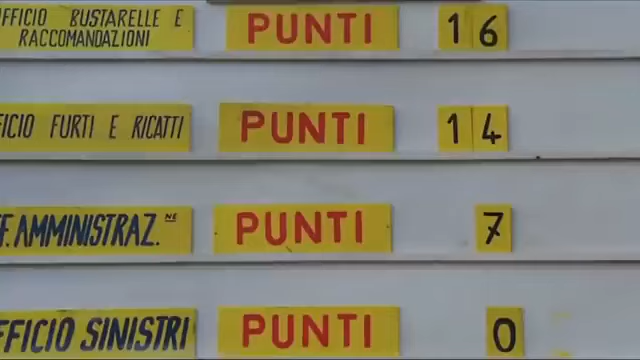 FFICIO BUSTARELLE E PUNTI 16
RACCOMANDAZIONI
ICIO FURTI E RICATTI PUNTI 14
F. AMMINISTRAZ.NE PUNTI 7
FFICIO SINISTRI PUNTI 0